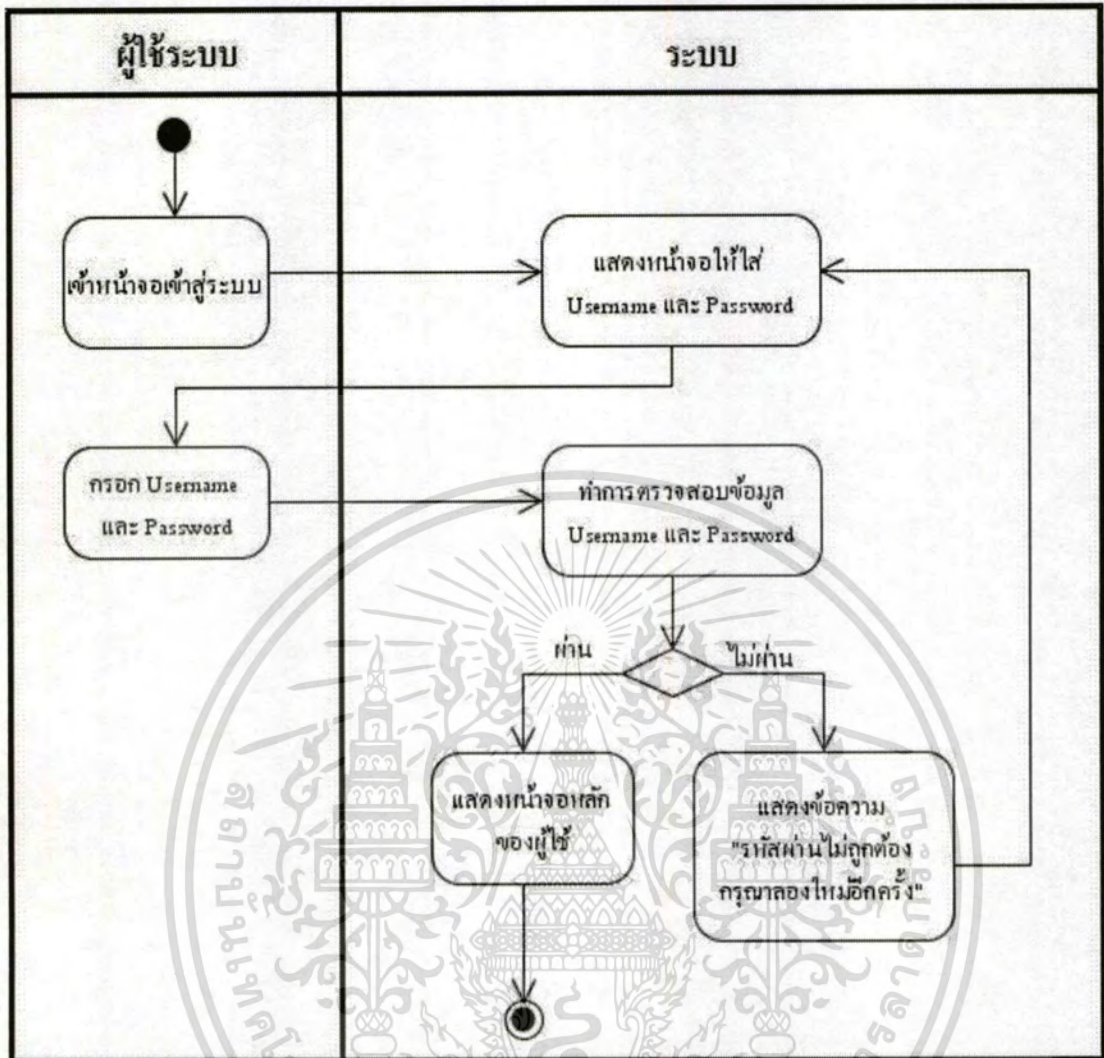 ผู้ใช้ระบบ
ระบบ
เข้าหน้าจอเข้าสู่ระบบ
แสดงหน้าจอให้ใส่
Username และ Password
กรอก Username
และ Password
ทำการตรวจสอบข้อมูล
Username และ Password
ผ่าน
ไม่ผ่าน
แสดงหน้าจอหลัก
ของผู้ใช้
แสดงข้อความ
"รหัสผ่านไม่ถูกต้อง
กรุณาลองใหม่อีกครั้ง"